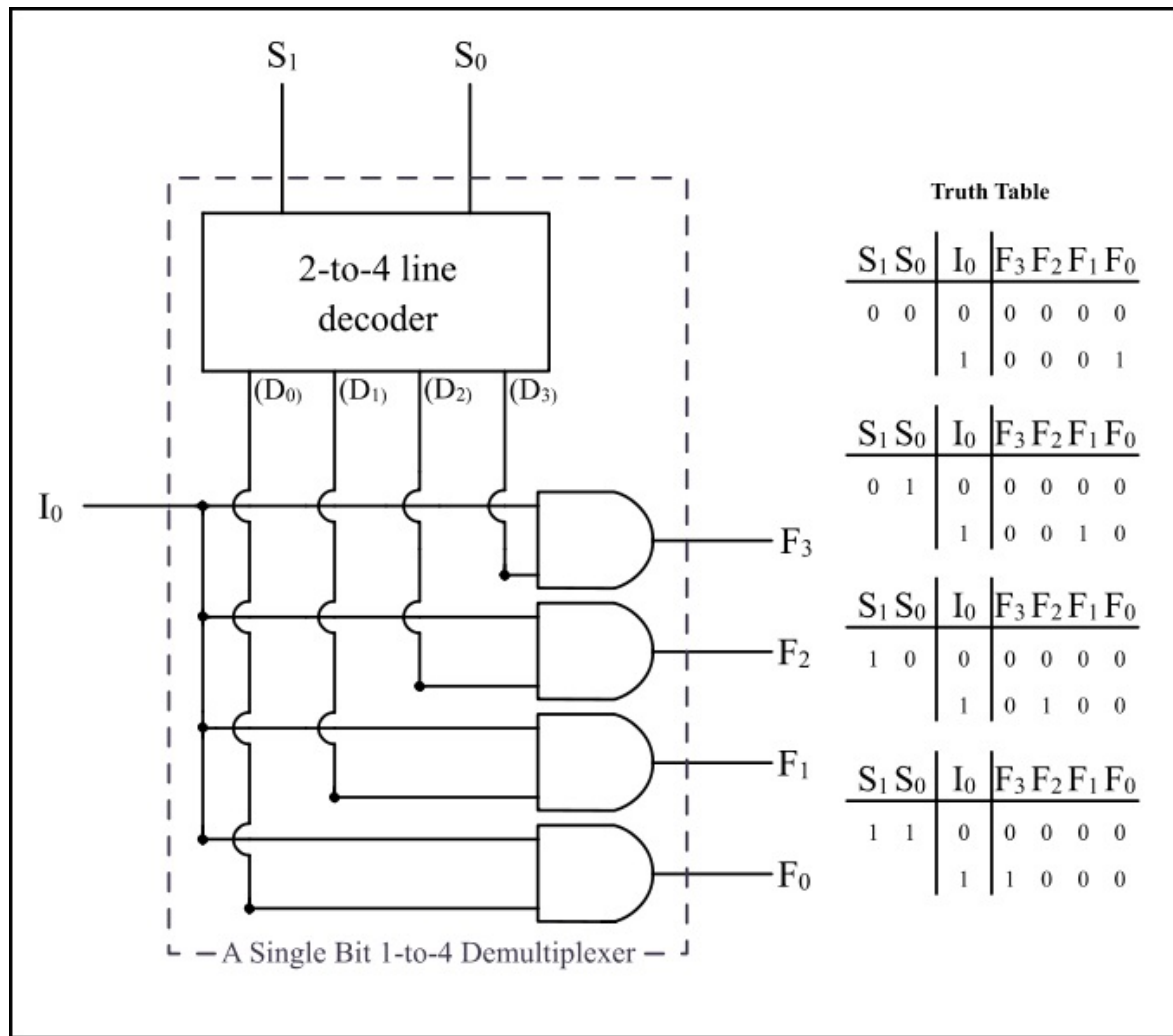 S₁ S₀
2-to-4 line
decoder
(D₀) (D₁) (D₂) (D₃)
I₀
F₃
F₂
F₁
F₀
A Single Bit 1-to-4 Demultiplexer
Truth Table
S₁ S₀ I₀ F₃ F₂ F₁ F₀
0 0 0 0 0 0 0
1 0 0 0 1
S₁ S₀ I₀ F₃ F₂ F₁ F₀
0 1 0 0 0 0 0
1 0 0 1 0
S₁ S₀ I₀ F₃ F₂ F₁ F₀
1 0 0 0 0 0 0
1 0 1 0 0
S₁ S₀ I₀ F₃ F₂ F₁ F₀
1 1 0 0 0 0 0
1 1 0 0 0